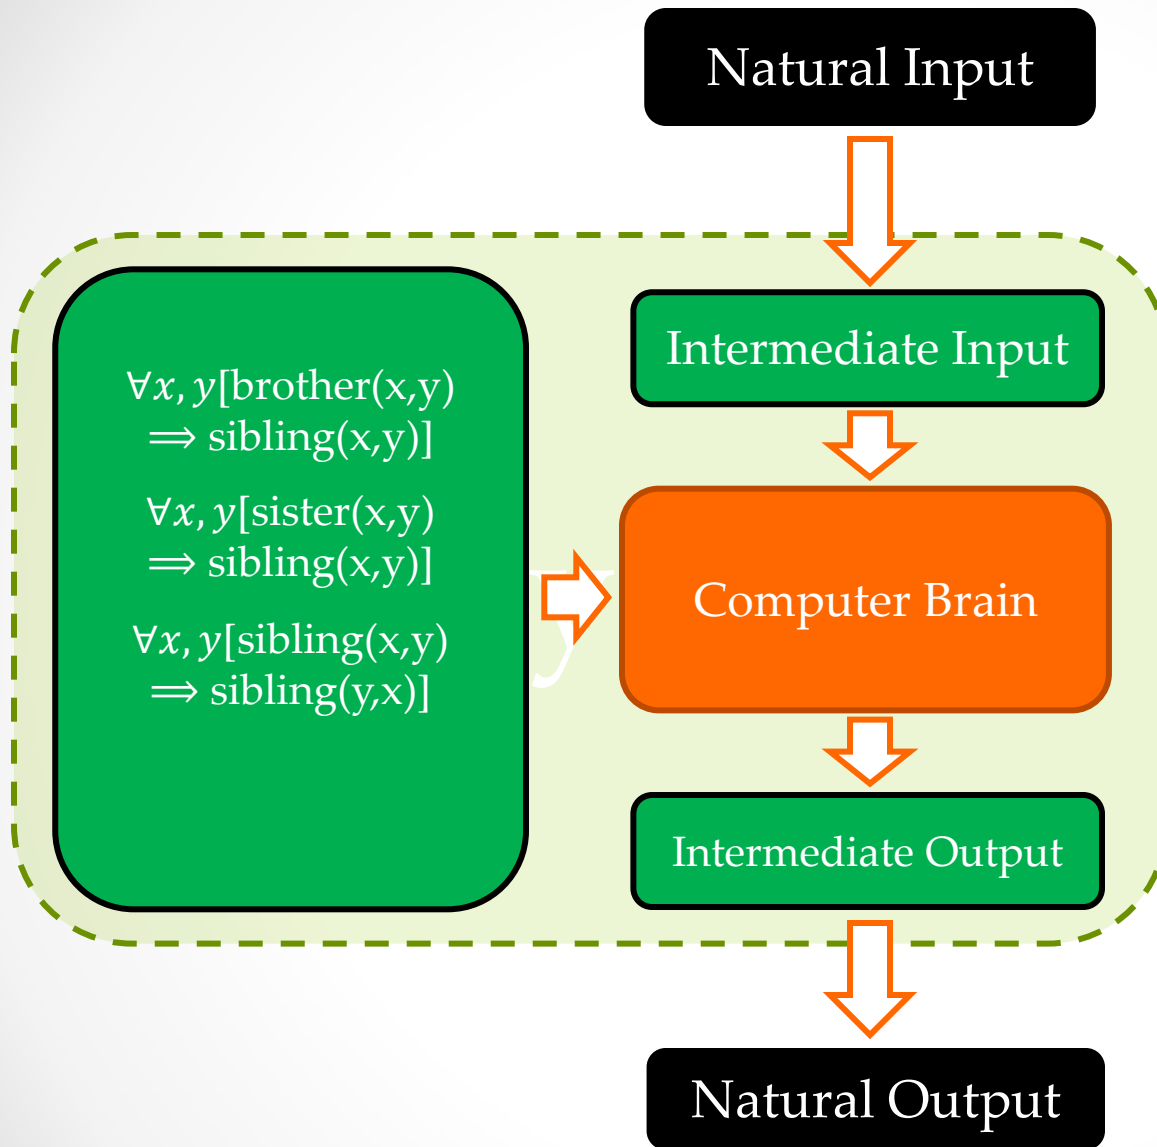 Natural Input
∀x, y[brother(x,y)
⟹ sibling(x,y)]
∀x, y[sister(x,y)
⟹ sibling(x,y)]
∀x, y[sibling(x,y)
⟹ sibling(y,x)]
y
Intermediate Input
Computer Brain
Intermediate Output
Natural Output